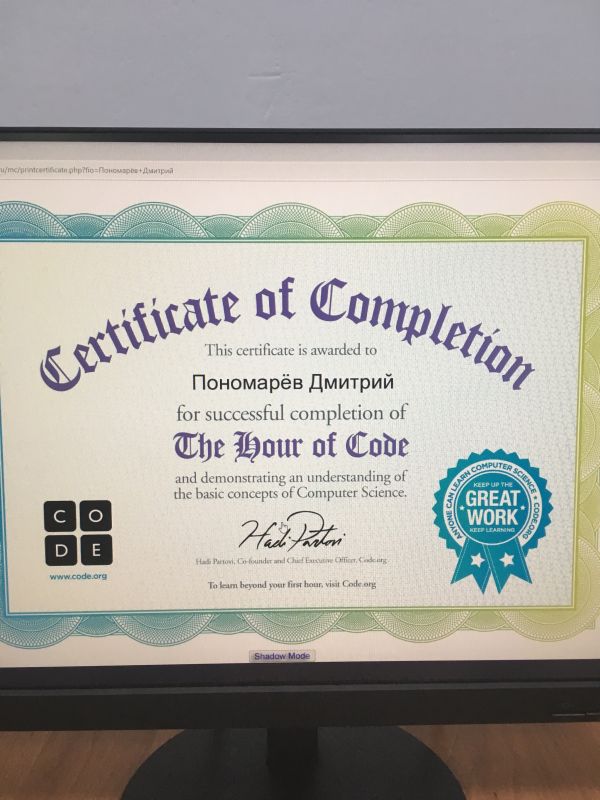 u/mc/printcertificate.php?fio=Пономарёв+Дмитрий
Certificate of Completion
This certificate is awarded to
Пономарёв Дмитрий
for successful completion of
The Hour of Code
and demonstrating an understanding of
the basic concepts of Computer Science.
CO
DE
www.code.org
Hadi Partovi
Hadi Partovi, Co-founder and Chief Executive Officer, Code.org
To learn beyond your first hour, visit Code.org
ANYONE CAN LEARN COMPUTER SCIENCE ★ CODE.ORG ★
KEEP UP THE
GREAT
WORK
KEEP LEARNING
Shadow Mode